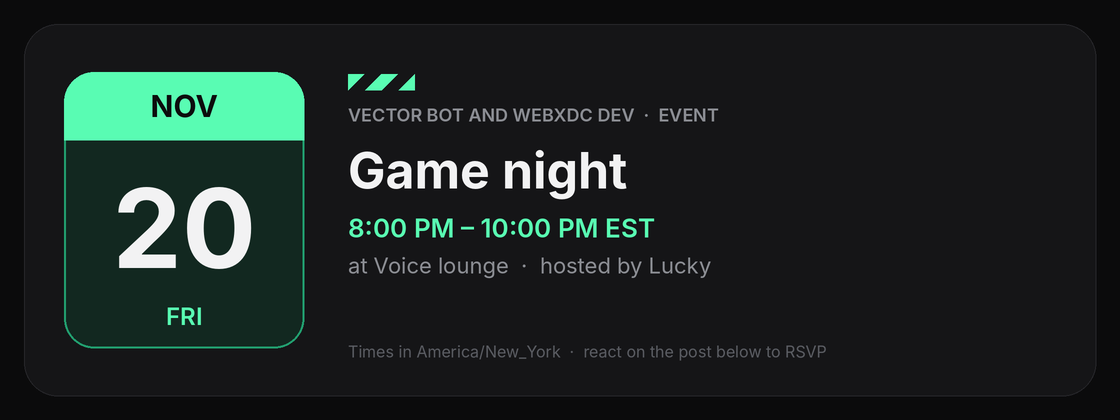 NOV
20
FRI
VECTOR BOT AND WEBXDC DEV · EVENT
Game night
8:00 PM – 10:00 PM EST
at Voice lounge · hosted by Lucky
Times in America/New_York · react on the post below to RSVP